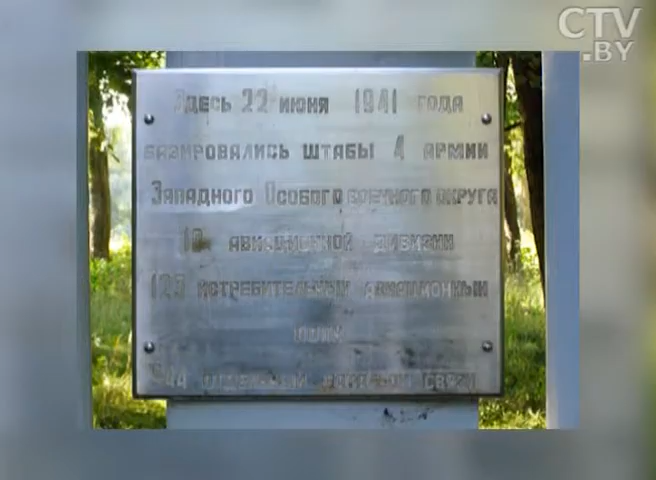 CTV
.BY
Здесь 22 июня 1941 года
базировались штабы 4 армии
Западного Особого военного округа
10 авиационной дивизии
123 истребительный авиационный
полк
отдельный батальон связи